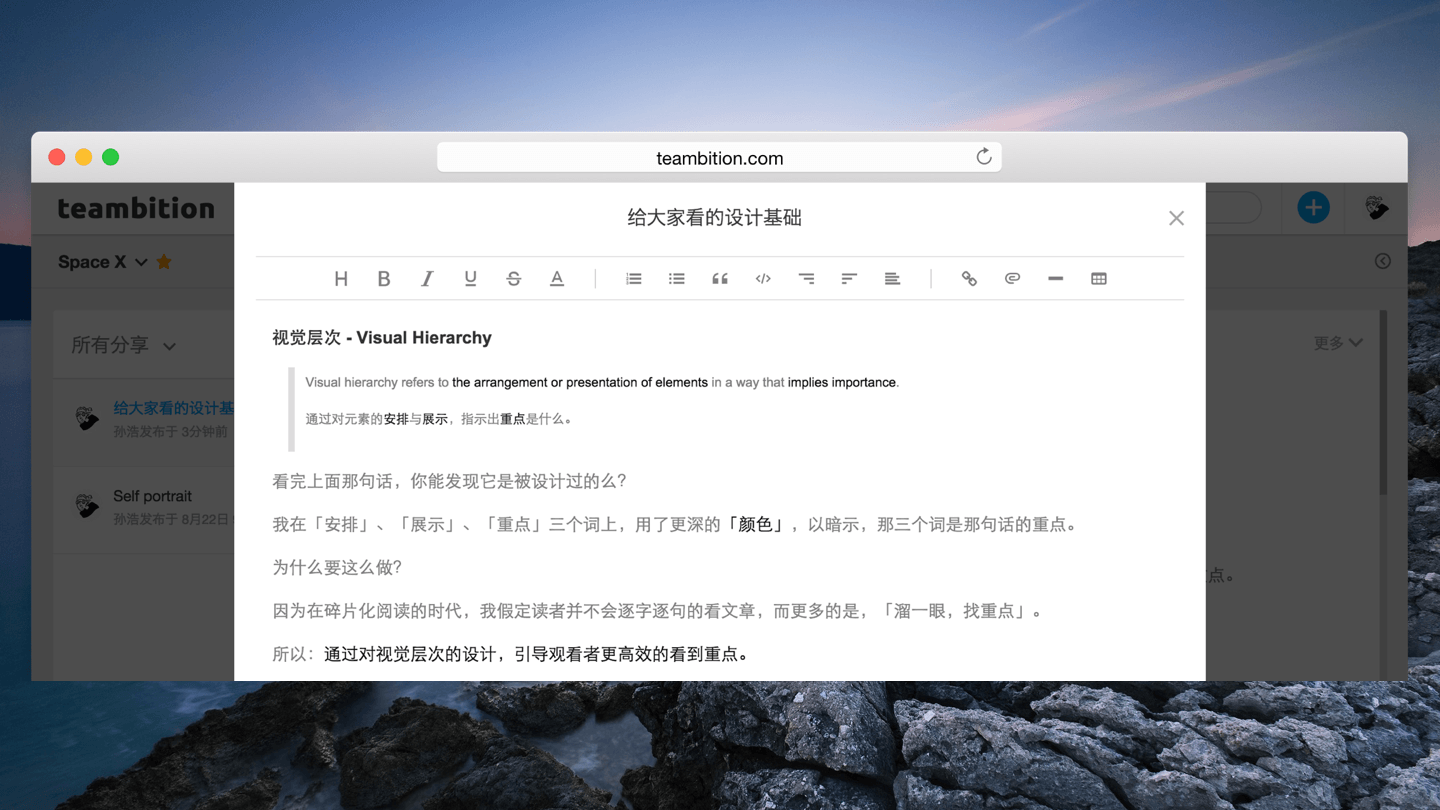 teambition.com
teambition
给大家看的设计基础
Space X
H B I U S A
所有分享
更多
视觉层次 - Visual Hierarchy
Visual hierarchy refers to the arrangement or presentation of elements in a way that implies importance.
通过对元素的安排与展示，指示出重点是什么。
给大家看的设计基
孙浩发布于 3分钟前
Self portrait
孙浩发布于 8月22日
看完上面那句话，你能发现它是被设计过的么？
我在「安排」、「展示」、「重点」三个词上，用了更深的「颜色」，以暗示，那三个词是那句话的重点。
为什么要这么做？
点。
因为在碎片化阅读的时代，我假定读者并不会逐字逐句的看文章，而更多的是，「溜一眼，找重点」。
所以：通过对视觉层次的设计，引导观看者更高效的看到重点。